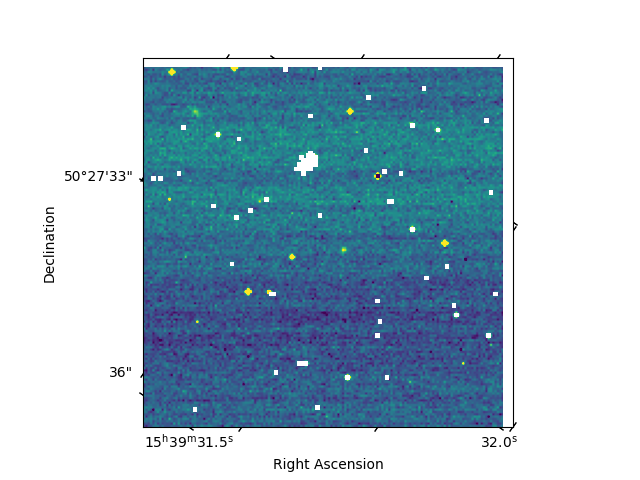 Declination
50°27'33"
36"
15ʰ39ᵐ31.5ˢ
32.0ˢ
Right Ascension